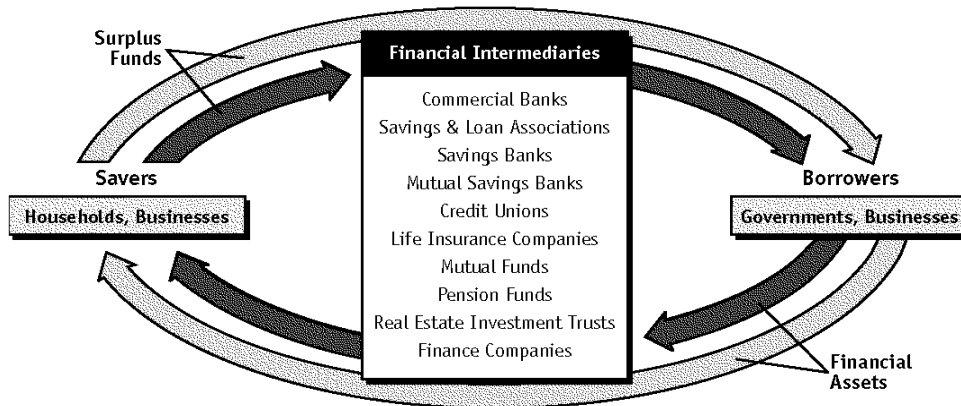 Surplus
Funds
Financial Intermediaries
Commercial Banks
Savings & Loan Associations
Savings Banks
Mutual Savings Banks
Credit Unions
Life Insurance Companies
Mutual Funds
Pension Funds
Real Estate Investment Trusts
Finance Companies
Savers
Households, Businesses
Borrowers
Governments, Businesses
Financial
Assets